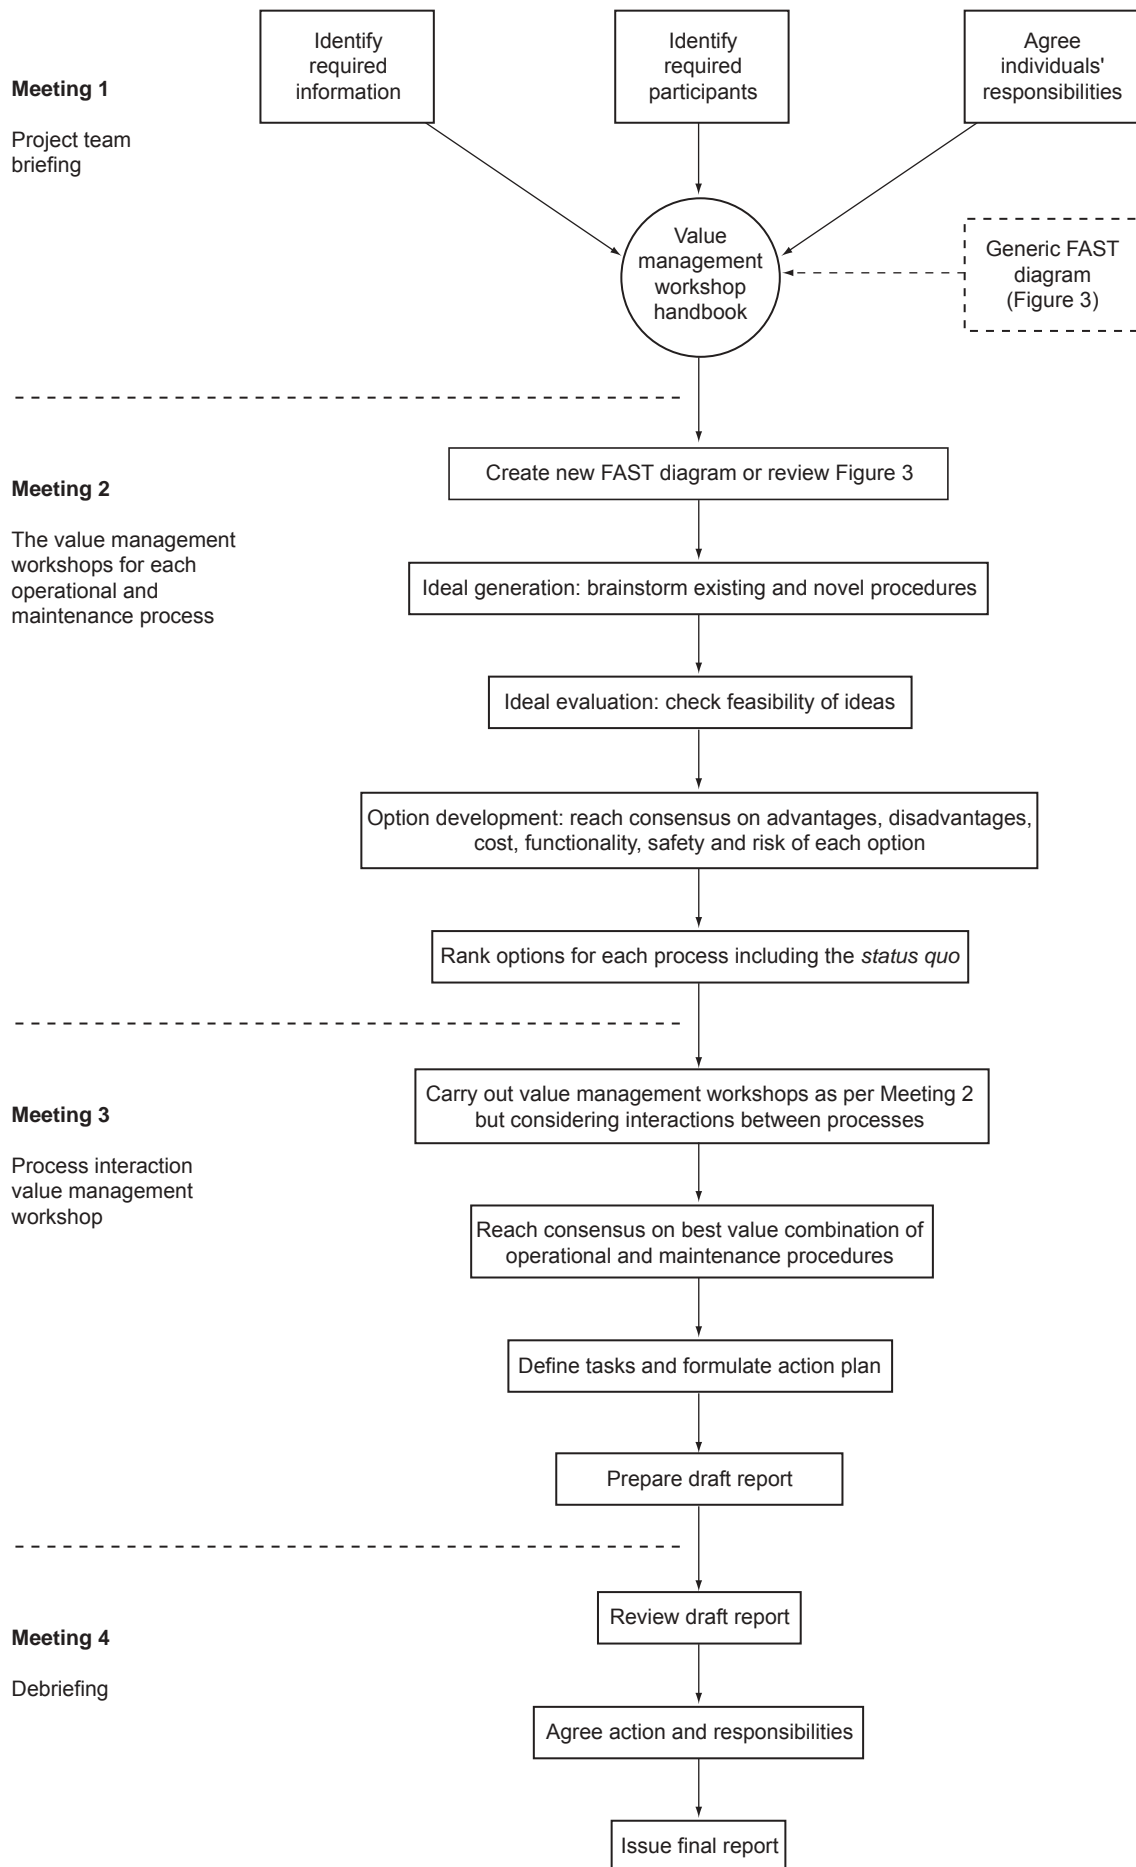 Identify
required
information
Identify
required
participants
Agree
individuals'
responsibilities
Meeting 1
Project team
briefing
Value
management
workshop
handbook
Generic FAST
diagram
(Figure 3)
Meeting 2
The value management
workshops for each
operational and
maintenance process
Create new FAST diagram or review Figure 3
Ideal generation: brainstorm existing and novel procedures
Ideal evaluation: check feasibility of ideas
Option development: reach consensus on advantages, disadvantages,
cost, functionality, safety and risk of each option
Rank options for each process including the status quo
Meeting 3
Process interaction
value management
workshop
Carry out value management workshops as per Meeting 2
but considering interactions between processes
Reach consensus on best value combination of
operational and maintenance procedures
Define tasks and formulate action plan
Prepare draft report
Meeting 4
Debriefing
Review draft report
Agree action and responsibilities
Issue final report